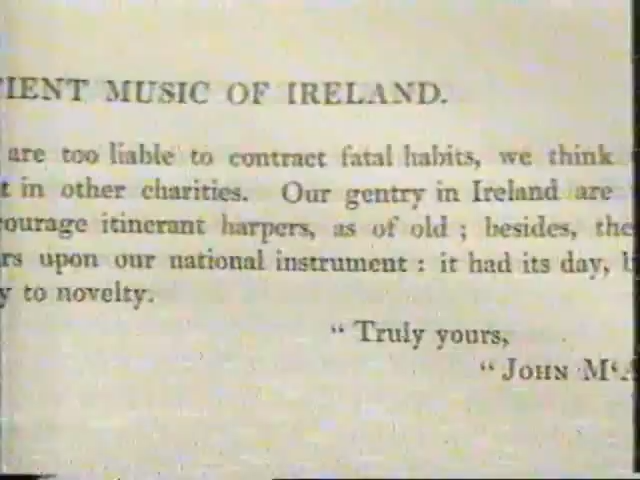 IENT MUSIC OF IRELAND.
are too liable to contract fatal habits, we think
t in other charities. Our gentry in Ireland are
ourage itinerant harpers, as of old ; besides, the
rs upon our national instrument : it had its day, b
y to novelty.
“ Truly yours,
“ JOHN M‘A